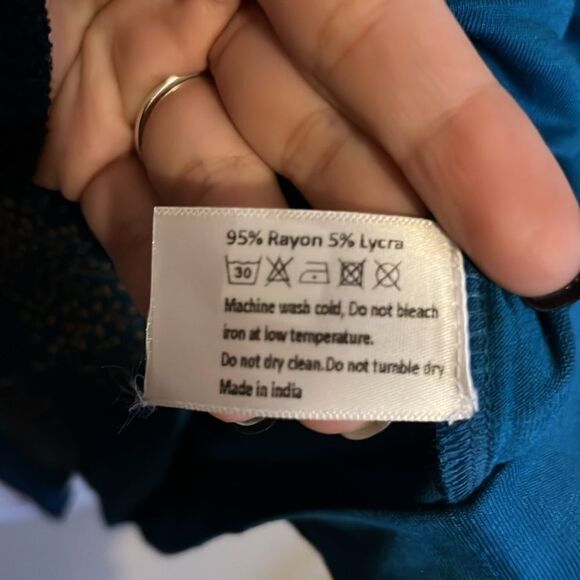 95% Rayon 5% Lycra
30
Machine wash cold, Do not bleach
iron at low temperature.
Do not dry clean.Do not tumble dry
Made in india